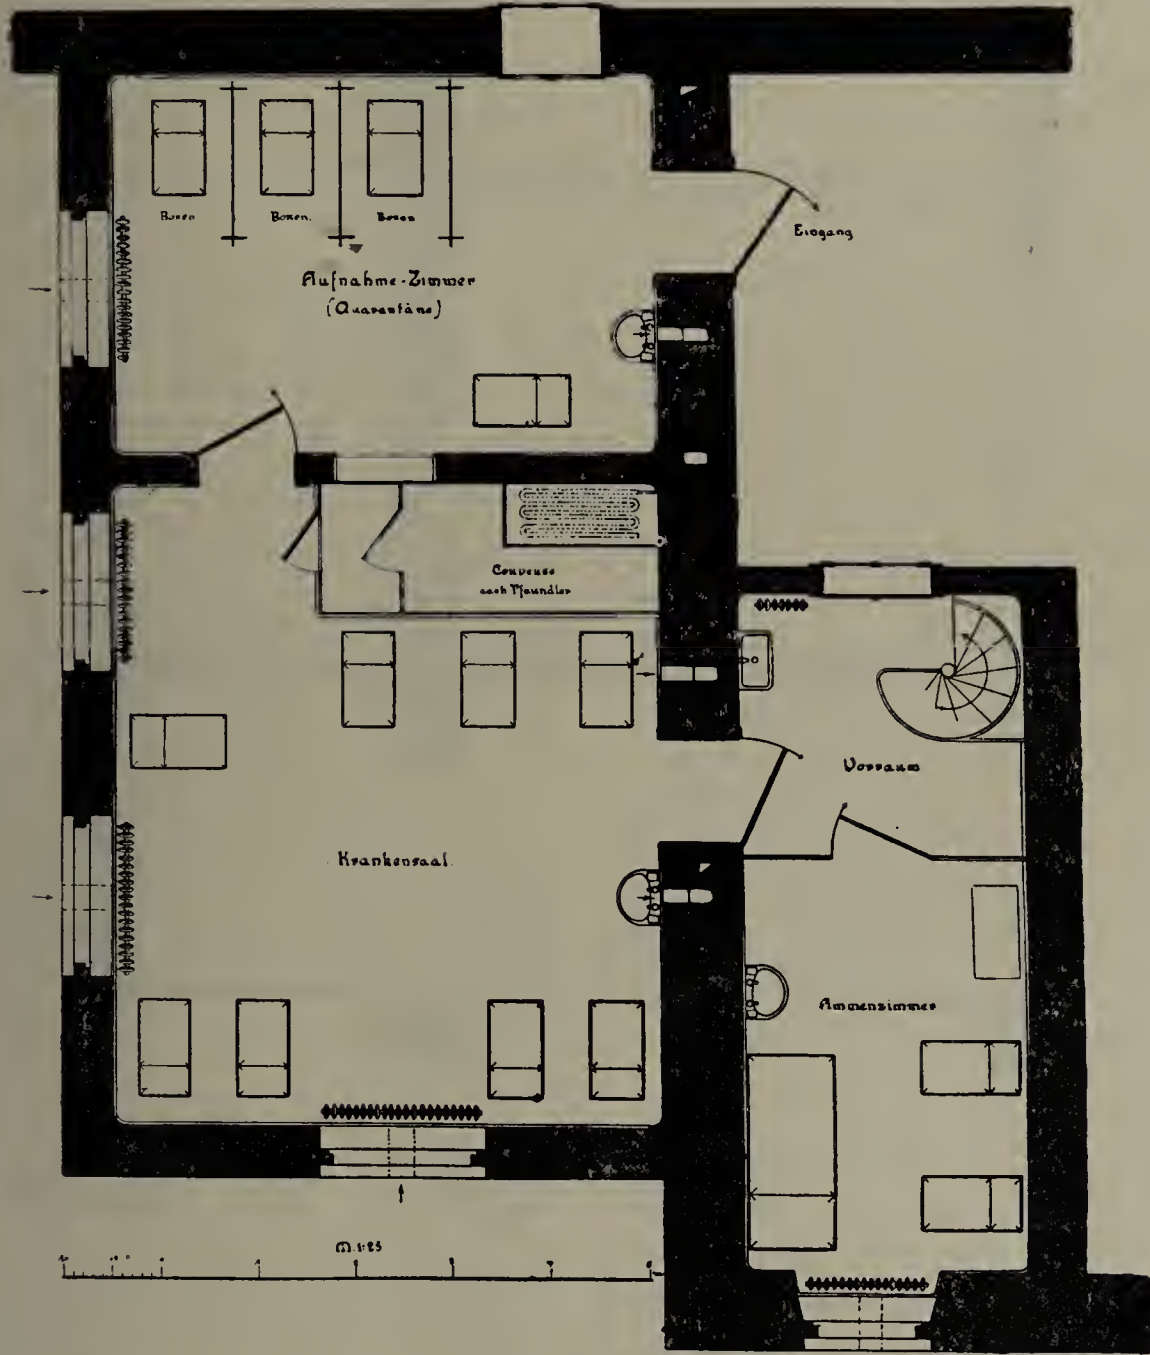 Boxen
Boxen.
Boxen
Eingang
Aufnahme-Zimmer
(Quarantäne)
Couveuse
nach Pfaundler
Vorraum
Krankensaal.
Ammenzimmer
M. 1:25